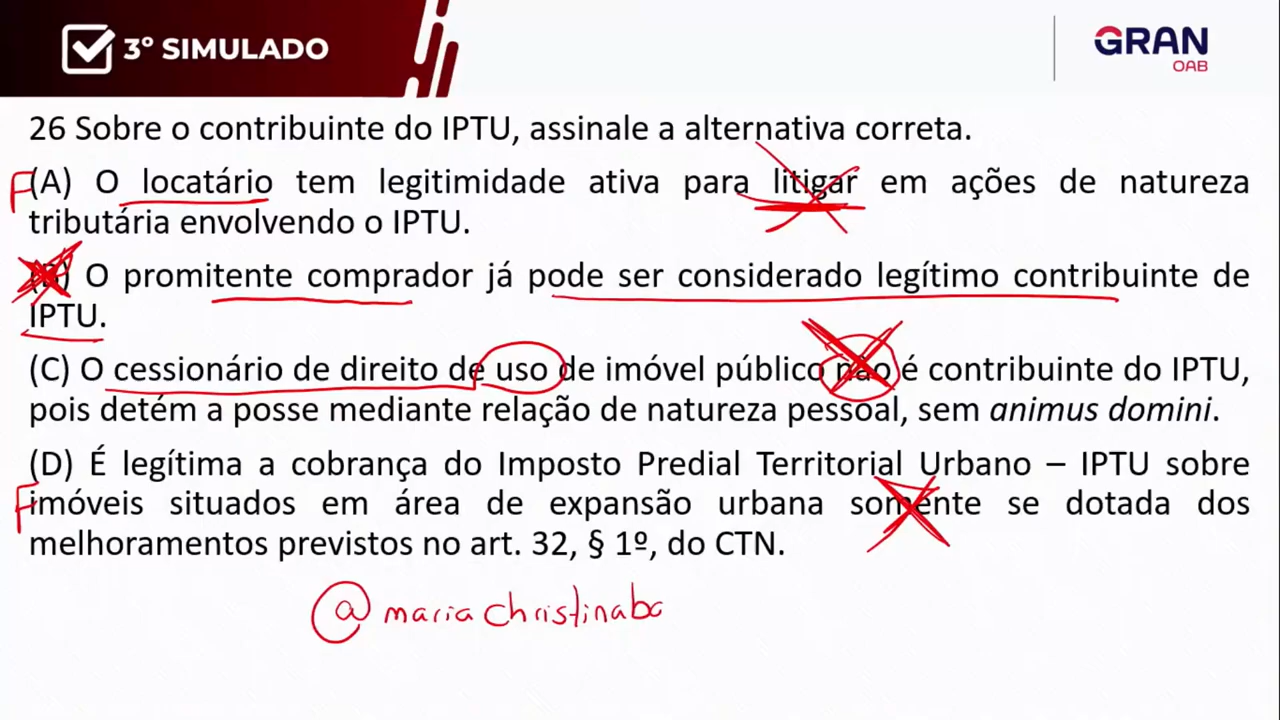 3º SIMULADO
GRAN
OAB
26 Sobre o contribuinte do IPTU, assinale a alternativa correta.
F (A) O locatário tem legitimidade ativa para litigar em ações de natureza
tributária envolvendo o IPTU.
(B) O promitente comprador já pode ser considerado legítimo contribuinte de
IPTU.
(C) O cessionário de direito de uso de imóvel público não é contribuinte do IPTU,
pois detém a posse mediante relação de natureza pessoal, sem animus domini.
(D) É legítima a cobrança do Imposto Predial Territorial Urbano – IPTU sobre
F imóveis situados em área de expansão urbana somente se dotada dos
melhoramentos previstos no art. 32, § 1º, do CTN.
@mariachristinaba